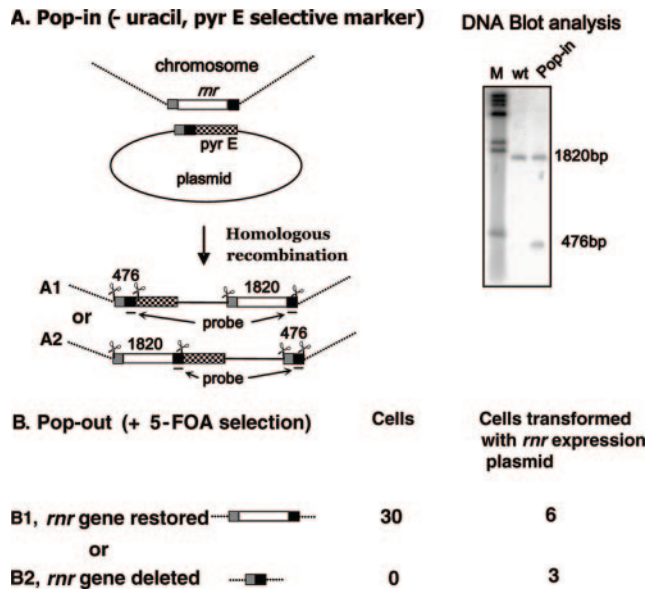 A. Pop-in (- uracil, pyr E selective marker)
DNA Blot analysis
chromosome
rnr
pyr E
plasmid
Homologous
recombination
M wt Pop-in
1820bp
476bp
A1
476
1820
probe
or
A2
1820
476
probe
B. Pop-out (+ 5-FOA selection)
Cells
Cells transformed
with rnr expression
plasmid
B1, rnr gene restored 30 6
or
B2, rnr gene deleted 0 3